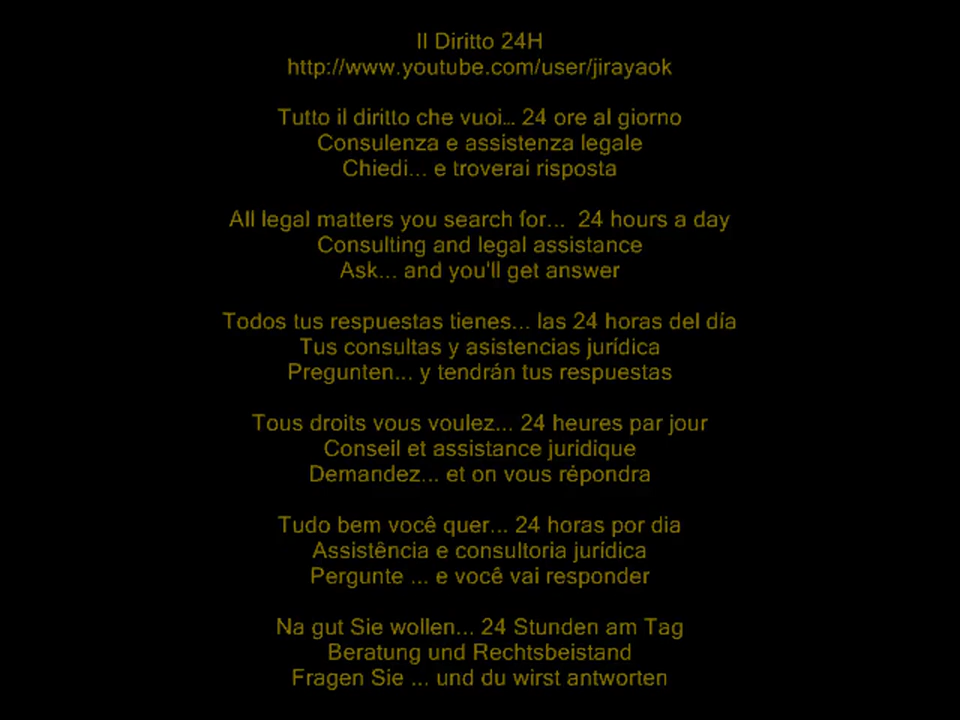 Il Diritto 24H
http://www.youtube.com/user/jirayaok
Tutto il diritto che vuoi... 24 ore al giorno
Consulenza e assistenza legale
Chiedi... e troverai risposta
All legal matters you search for...  24 hours a day
Consulting and legal assistance
Ask... and you'll get answer
Todos tus respuestas tienes... las 24 horas del día
Tus consultas y asistencias jurídica
Pregunten... y tendrán tus respuestas
Tous droits vous voulez... 24 heures par jour
Conseil et assistance juridique
Demandez... et on vous répondra
Tudo bem você quer... 24 horas por dia
Assistência e consultoria jurídica
Pergunte ... e você vai responder
Na gut Sie wollen... 24 Stunden am Tag
Beratung und Rechtsbeistand
Fragen Sie ... und du wirst antworten